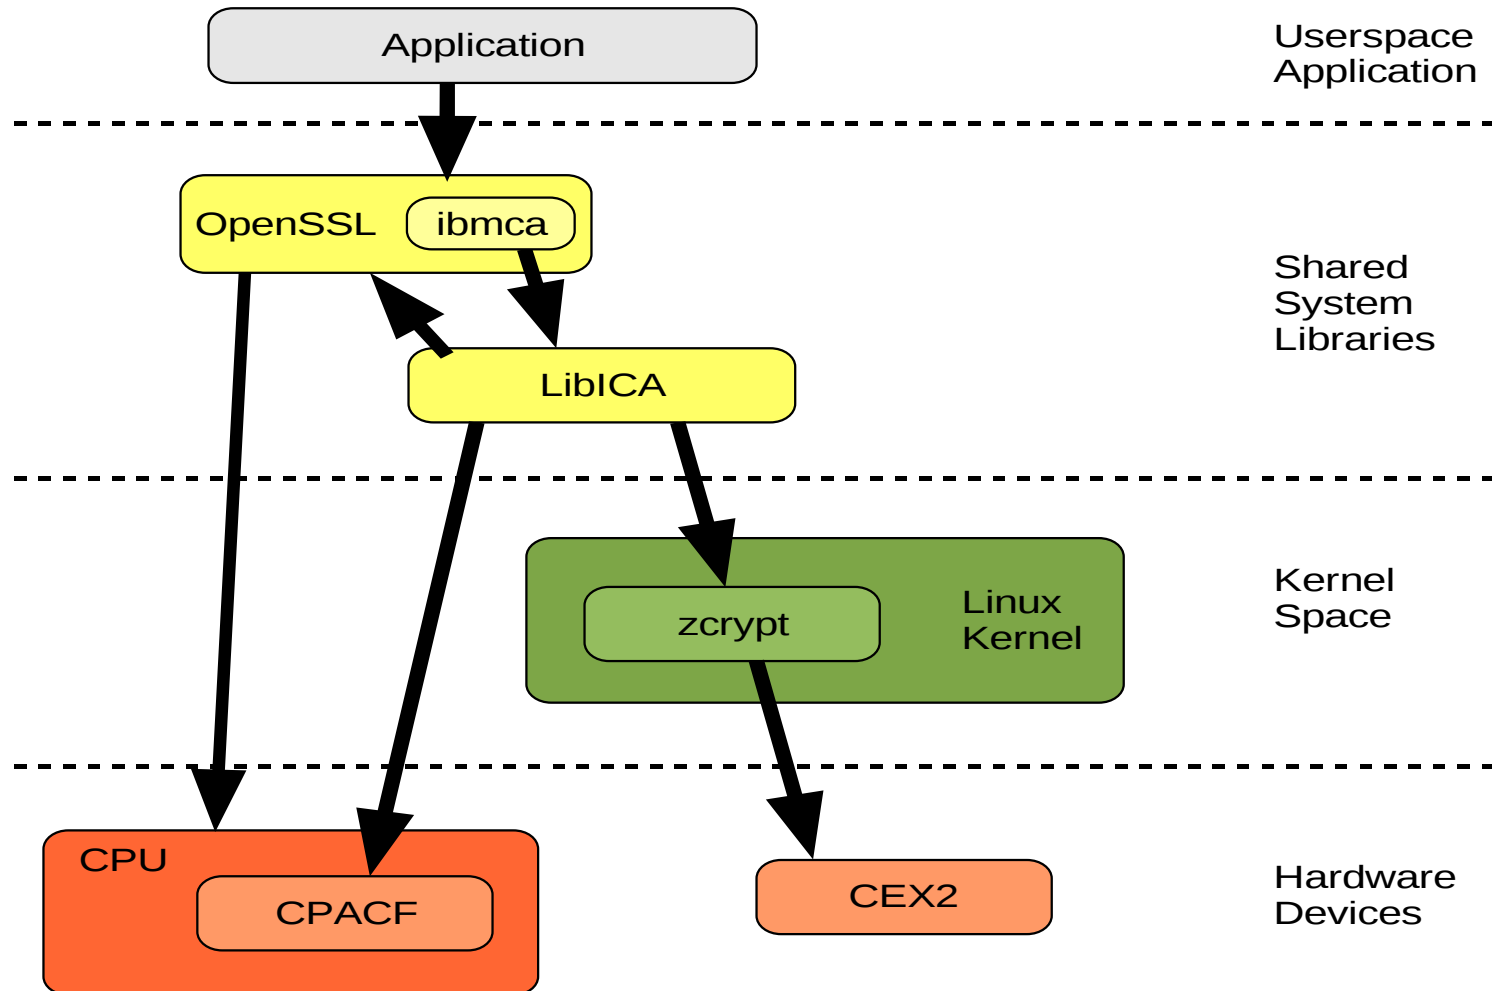 Application
Userspace
Application
OpenSSL
ibmca
Shared
System
Libraries
LibICA
Kernel
Space
zcrypt
Linux
Kernel
CPU
CPACF
CEX2
Hardware
Devices